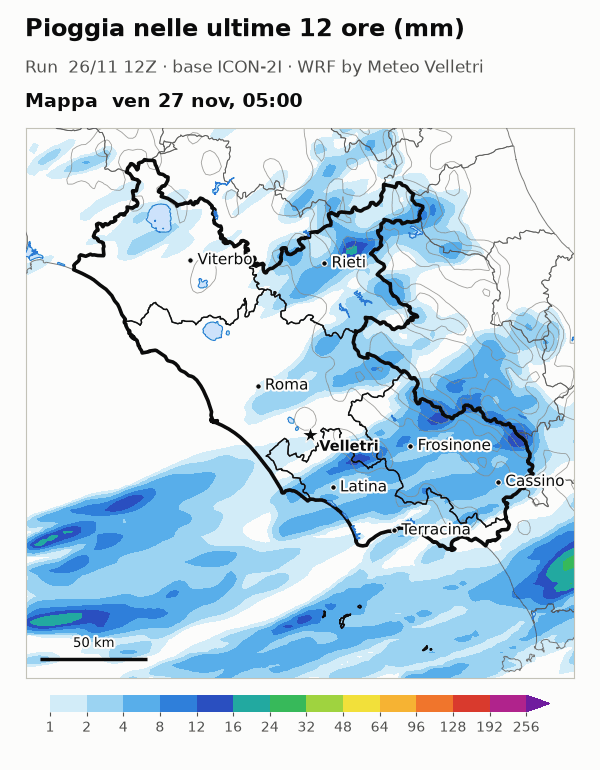 Pioggia nelle ultime 12 ore (mm)
Run 26/11 12Z · base ICON-2I · WRF by Meteo Velletri
Mappa ven 27 nov, 05:00
Viterbo
Rieti
Roma
Velletri
Frosinone
Latina
Cassino
Terracina
50 km
1 2 4 8 12 16 24 32 48 64 96 128 192 256